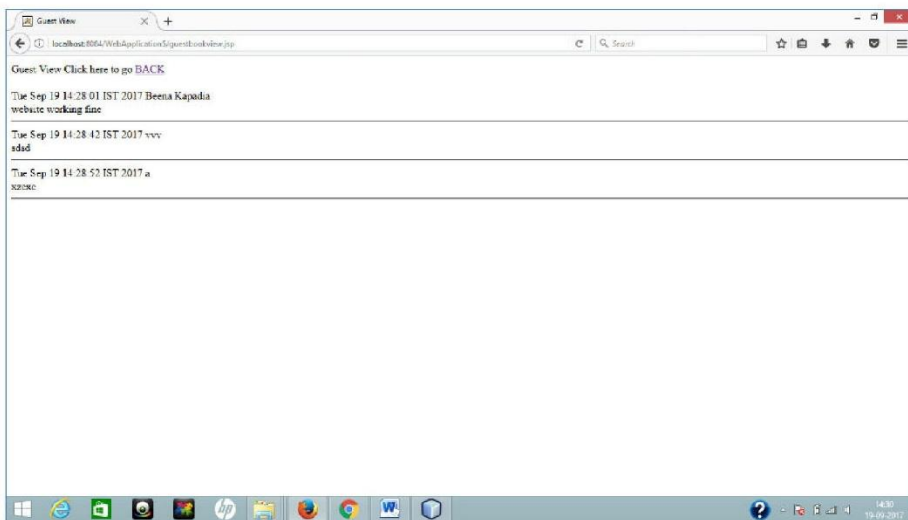 Guest View
localhost:8084/WebApplication5/guestbookview.jsp
Search
Guest View Click here to go BACK
Tue Sep 19 14:28:01 IST 2017 Beena Kapadia
website working fine
Tue Sep 19 14:28:42 IST 2017 vvv
sdsd
Tue Sep 19 14:28:52 IST 2017 a
14:30
19-09-2017